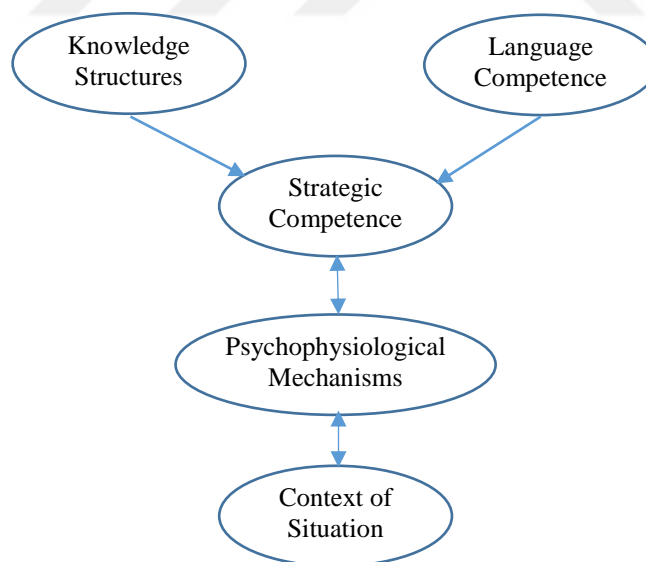 Knowledge
Structures
Language
Competence
Strategic
Competence
Psychophysiological
Mechanisms
Context of
Situation